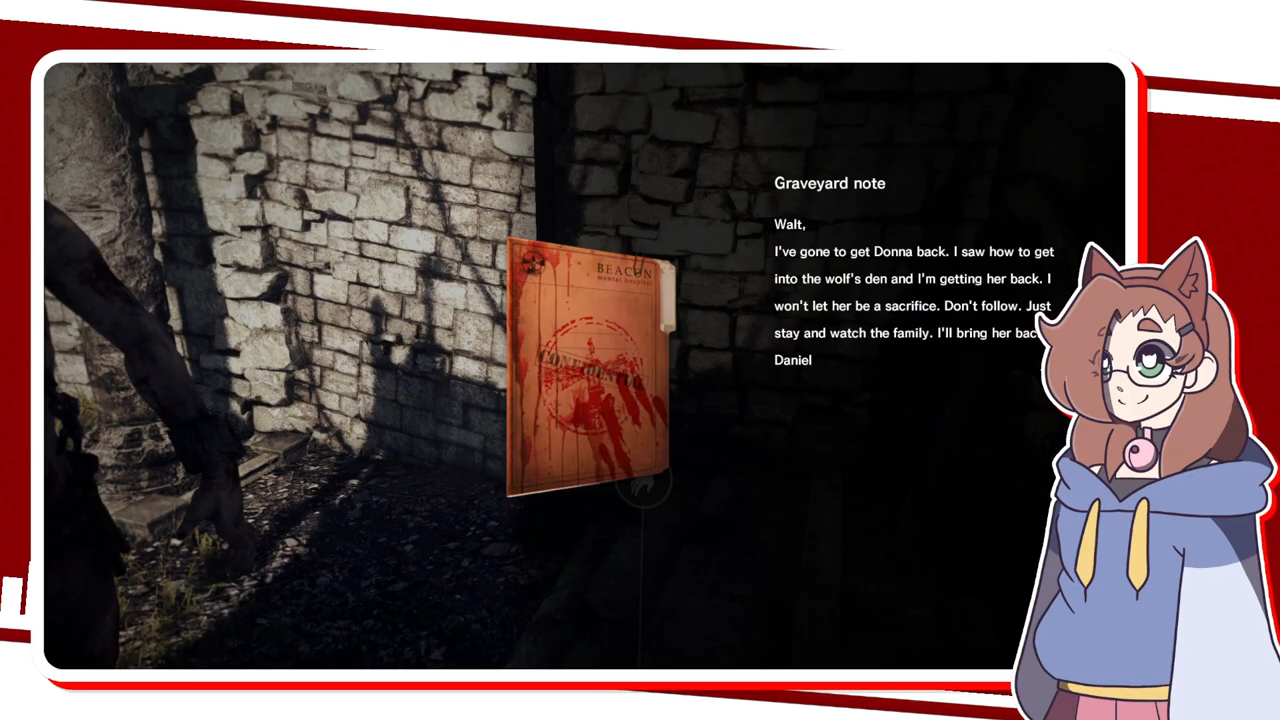 Graveyard note
Walt,
I've gone to get Donna back. I saw how to get
into the wolf's den and I'm getting her back. I
won't let her be a sacrifice. Don't follow. Just
stay and watch the family. I'll bring her bac
Daniel
BEACON
mental hospital
CONFIDENTIAL